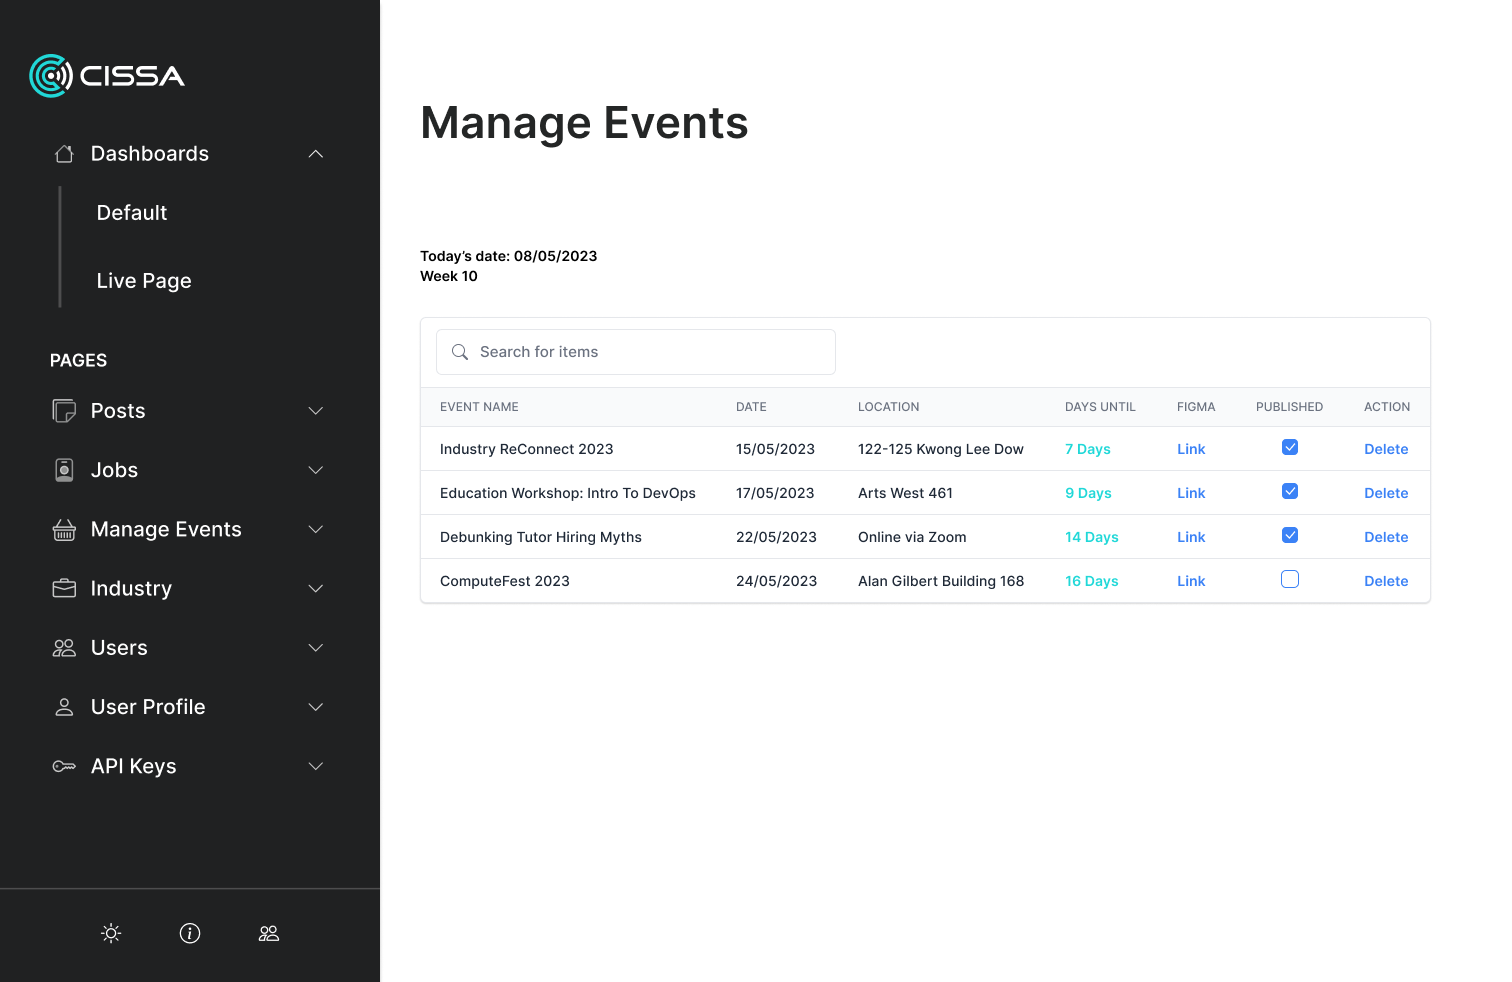 CISSA
Dashboards
Default
Live Page
PAGES
Posts
Jobs
Manage Events
Industry
Users
User Profile
API Keys
Manage Events
Today’s date: 08/05/2023
Week 10
Search for items
EVENT NAME DATE LOCATION DAYS UNTIL FIGMA PUBLISHED ACTION
Industry ReConnect 2023 15/05/2023 122-125 Kwong Lee Dow 7 Days Link Delete
Education Workshop: Intro To DevOps 17/05/2023 Arts West 461 9 Days Link Delete
Debunking Tutor Hiring Myths 22/05/2023 Online via Zoom 14 Days Link Delete
ComputeFest 2023 24/05/2023 Alan Gilbert Building 168 16 Days Link Delete